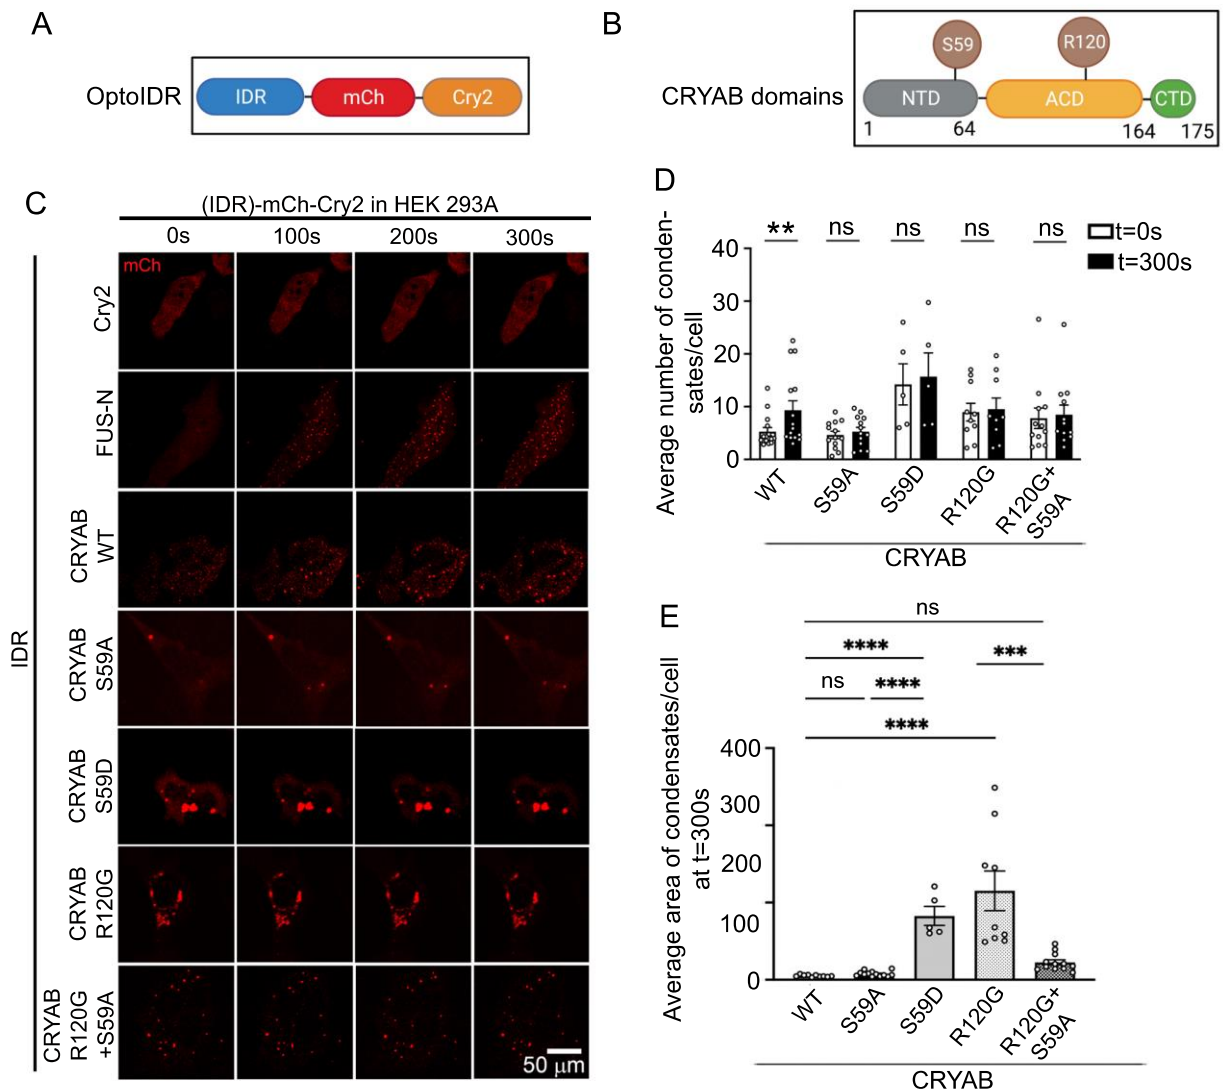 A
OptoIDR
IDR
mCh
Cry2
B
CRYAB domains
S59
R120
NTD
ACD
CTD
1
64
164
175
C
(IDR)-mCh-Cry2 in HEK 293A
0s
100s
200s
300s
mCh
Cry2
FUS-N
IDR
CRYAB
WT
CRYAB
S59A
CRYAB
S59D
CRYAB
R120G
CRYAB
R120G
+S59A
50 μm
D
Average number of conden-
sates/cell
**
ns
ns
ns
ns
t=0s
t=300s
40
30
20
10
0
WT
S59A
S59D
R120G
R120G+
S59A
CRYAB
E
Average area of condensates/cell
at t=300s
ns
****
***
ns
****
****
400
300
200
100
0
WT
S59A
S59D
R120G
R120G+
S59A
CRYAB